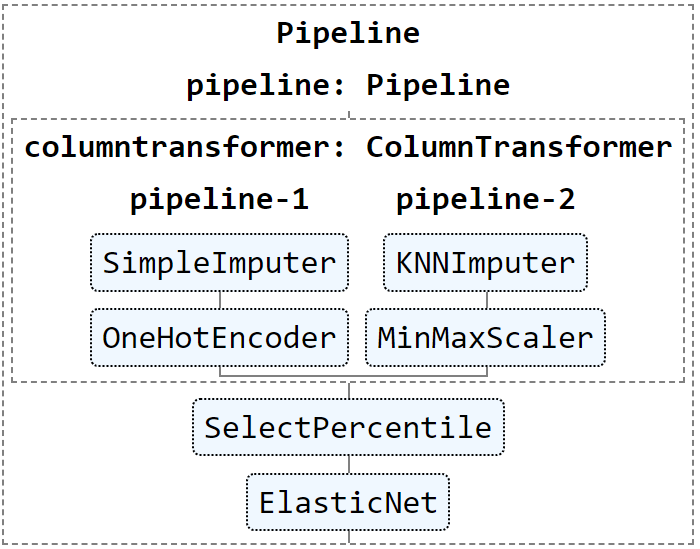 Pipeline
pipeline: Pipeline
columntransformer: ColumnTransformer
pipeline-1 pipeline-2
SimpleImputer KNNImputer
OneHotEncoder MinMaxScaler
SelectPercentile
ElasticNet